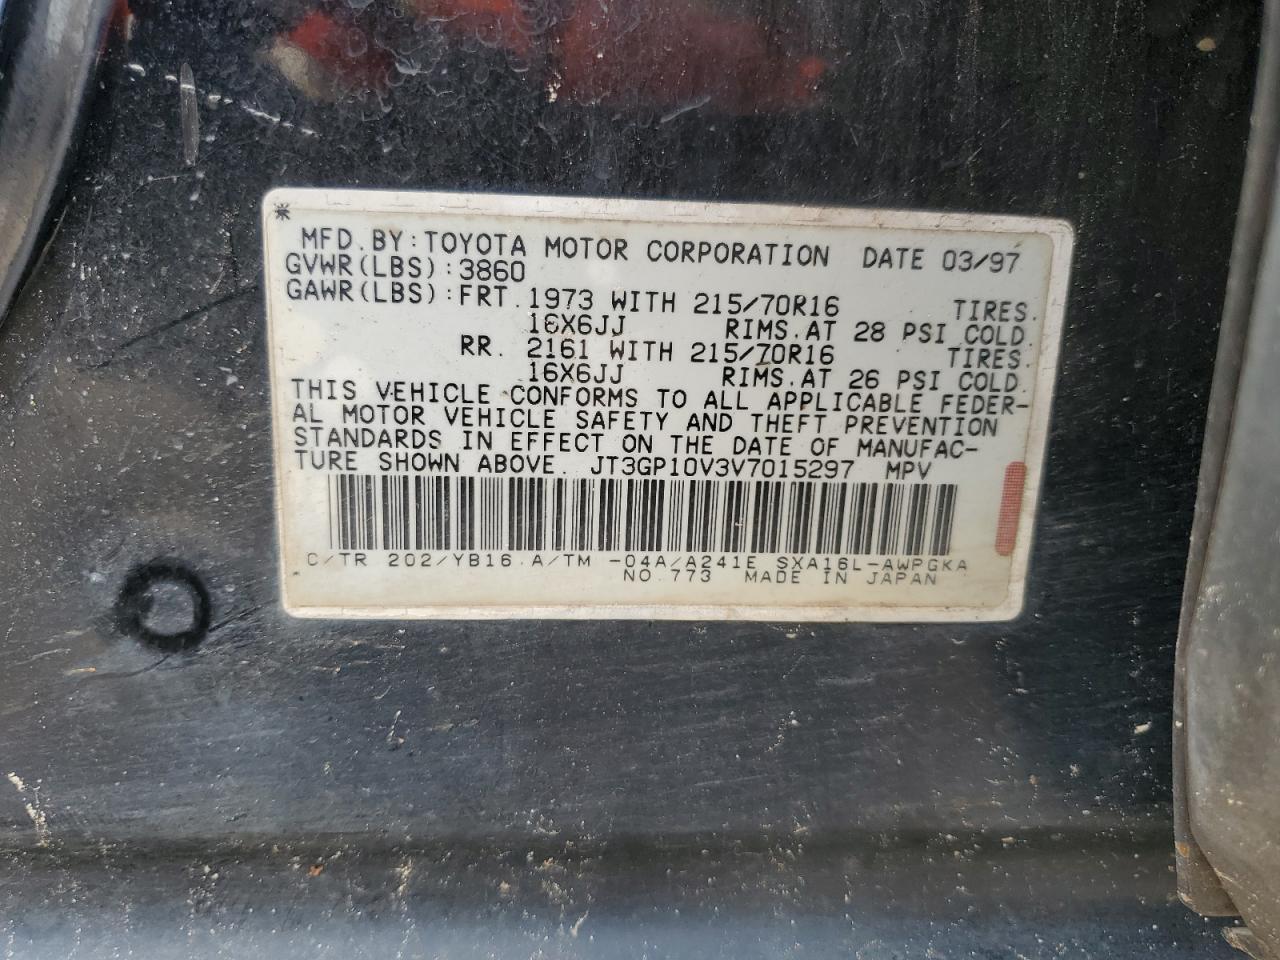 *
MFD. BY: TOYOTA MOTOR CORPORATION DATE 03/97
GVWR(LBS): 3860
GAWR(LBS): FRT. 1973 WITH 215/70R16 TIRES.
16X6JJ RIMS. AT 28 PSI COLD.
RR. 2161 WITH 215/70R16 TIRES.
16X6JJ RIMS. AT 26 PSI COLD.
THIS VEHICLE CONFORMS TO ALL APPLICABLE FEDER-
AL MOTOR VEHICLE SAFETY AND THEFT PREVENTION
STANDARDS IN EFFECT ON THE DATE OF MANUFAC-
TURE SHOWN ABOVE. JT3GP10V3V7015297 MPV
C/TR 202/YB16 A/TM -04A/A241E SXA16L-AWPGKA
NO.773 MADE IN JAPAN